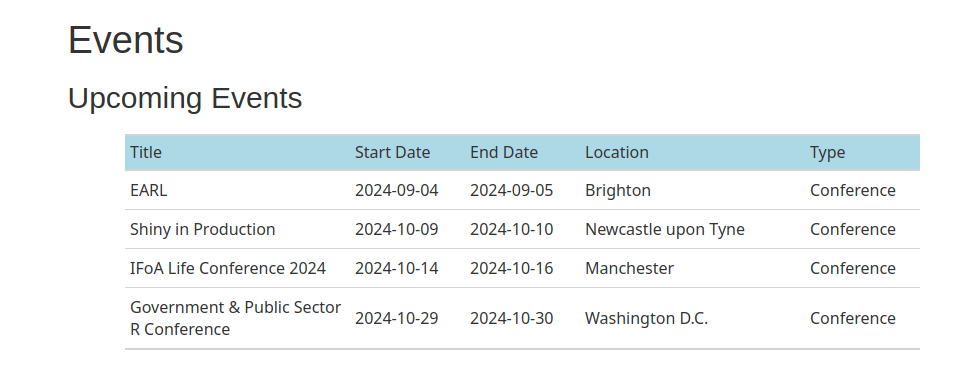 Events
Upcoming Events
Title Start Date End Date Location Type
EARL 2024-09-04 2024-09-05 Brighton Conference
Shiny in Production 2024-10-09 2024-10-10 Newcastle upon Tyne Conference
IFoA Life Conference 2024 2024-10-14 2024-10-16 Manchester Conference
Government & Public Sector
R Conference 2024-10-29 2024-10-30 Washington D.C. Conference